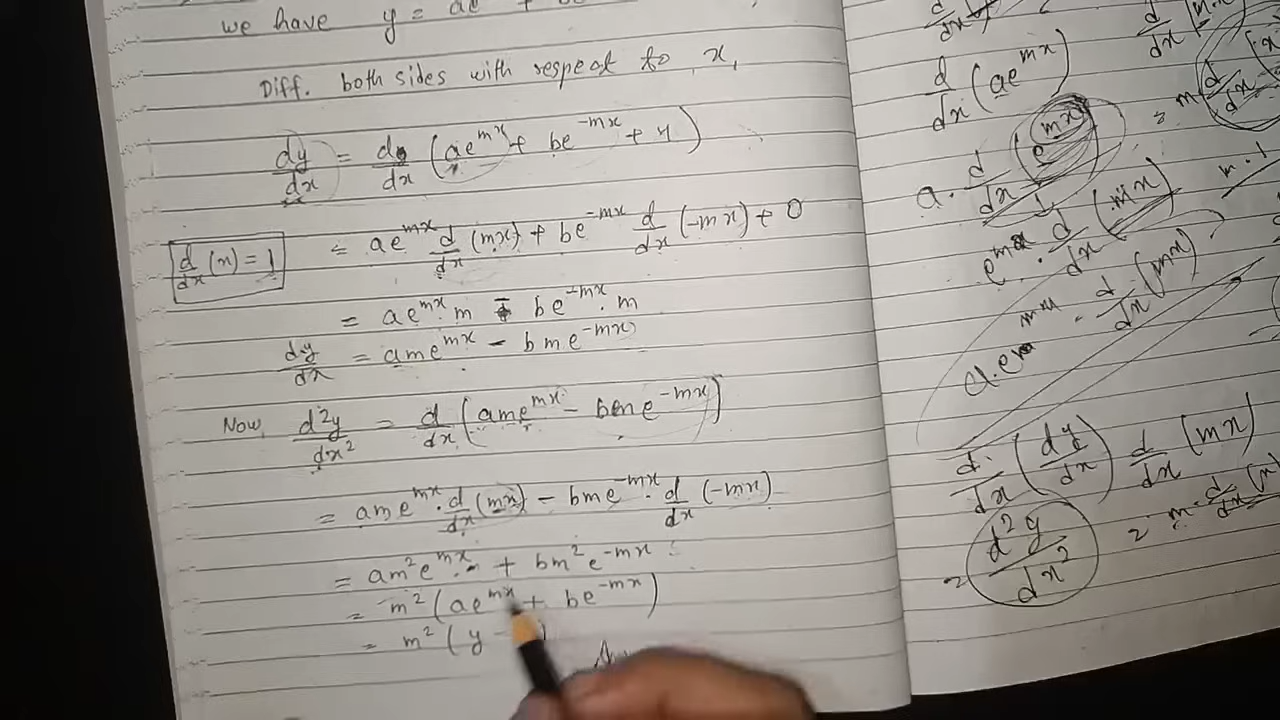 we have y = ae
Diff. both sides with respect to x,
dy/dx = d/dx (ae^mx + be^-mx + 4)
d/dx (x) = 1
= ae^mx d/dx (mx) + be^-mx d/dx (-mx) + 0
= ae^mx . m - be^-mx . m
dy/dx = ame^mx - bme^-mx
Now, d²y/dx² = d/dx (ame^mx - bme^-mx)
= ame^mx . d/dx (mx) - bme^-mx . d/dx (-mx)
= am²e^mx + bm²e^-mx
= m² (ae^mx + be^-mx)
= m² (y -
d/dx
d/dx (ae^mx)
a . d/dx (e^mx)
e^mx . d/dx (mx)
m . 1
d/dx (mx)
d/dx (dy/dx)
d/dx (mx)
= d²y/dx²
= m . d/dx (x)